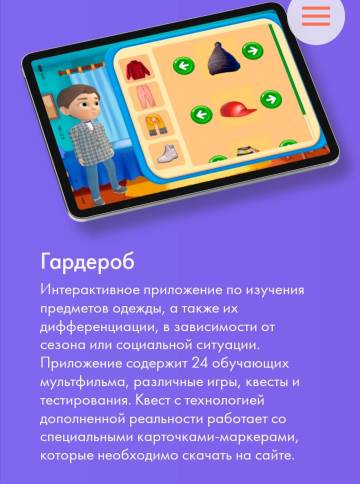 Гардероб
Интерактивное приложение по изучения
предметов одежды, а также их
дифференциации, в зависимости от
сезона или социальной ситуации.
Приложение содержит 24 обучающих
мультфильма, различные игры, квесты и
тестирования. Квест с технологией
дополненной реальности работает со
специальными карточками-маркерами,
которые необходимо скачать на сайте.